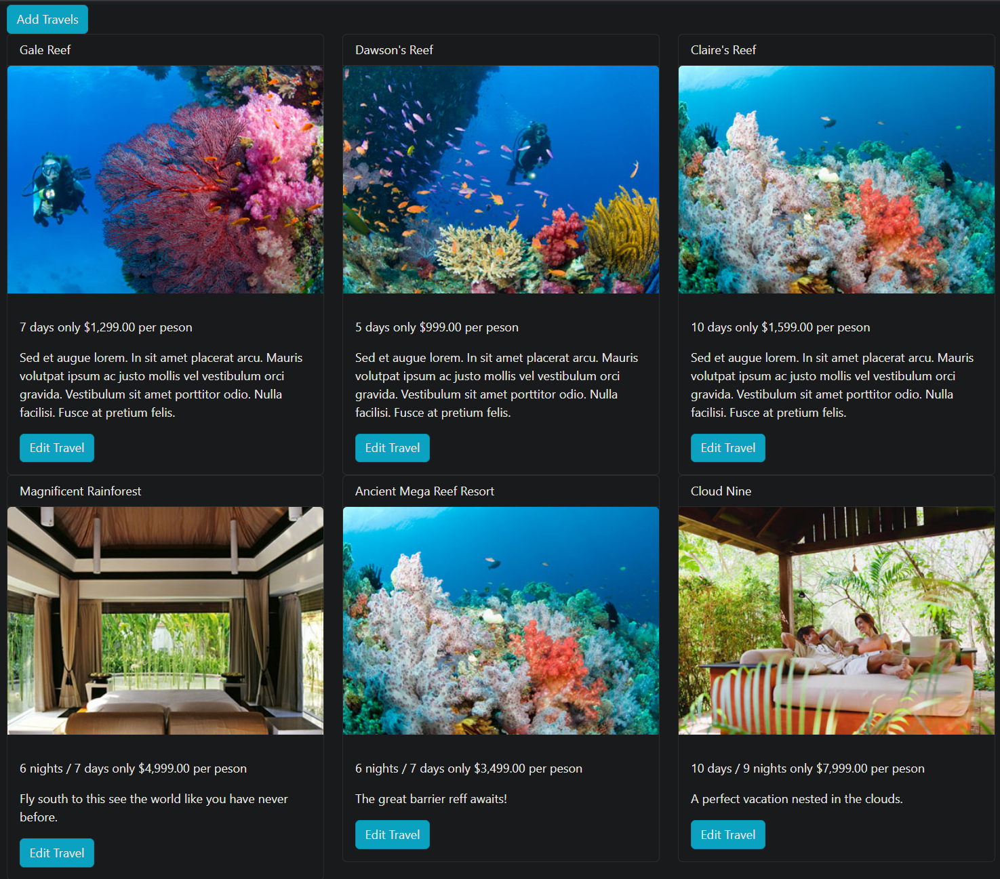 Add Travels
Gale Reef
Dawson's Reef
Claire's Reef
7 days only $1,299.00 per peson
Sed et augue lorem. In sit amet placerat arcu. Mauris
volutpat ipsum ac justo mollis vel vestibulum orci
gravida. Vestibulum sit amet porttitor odio. Nulla
facilisi. Fusce at pretium felis.
Edit Travel
5 days only $999.00 per peson
Sed et augue lorem. In sit amet placerat arcu. Mauris
volutpat ipsum ac justo mollis vel vestibulum orci
gravida. Vestibulum sit amet porttitor odio. Nulla
facilisi. Fusce at pretium felis.
Edit Travel
10 days only $1,599.00 per peson
Sed et augue lorem. In sit amet placerat arcu. Mauris
volutpat ipsum ac justo mollis vel vestibulum orci
gravida. Vestibulum sit amet porttitor odio. Nulla
facilisi. Fusce at pretium felis.
Edit Travel
Magnificent Rainforest
Ancient Mega Reef Resort
Cloud Nine
6 nights / 7 days only $4,999.00 per peson
Fly south to this see the world like you have never
before.
Edit Travel
6 nights / 7 days only $3,499.00 per peson
The great barrier reff awaits!
Edit Travel
10 days / 9 nights only $7,999.00 per peson
A perfect vacation nested in the clouds.
Edit Travel